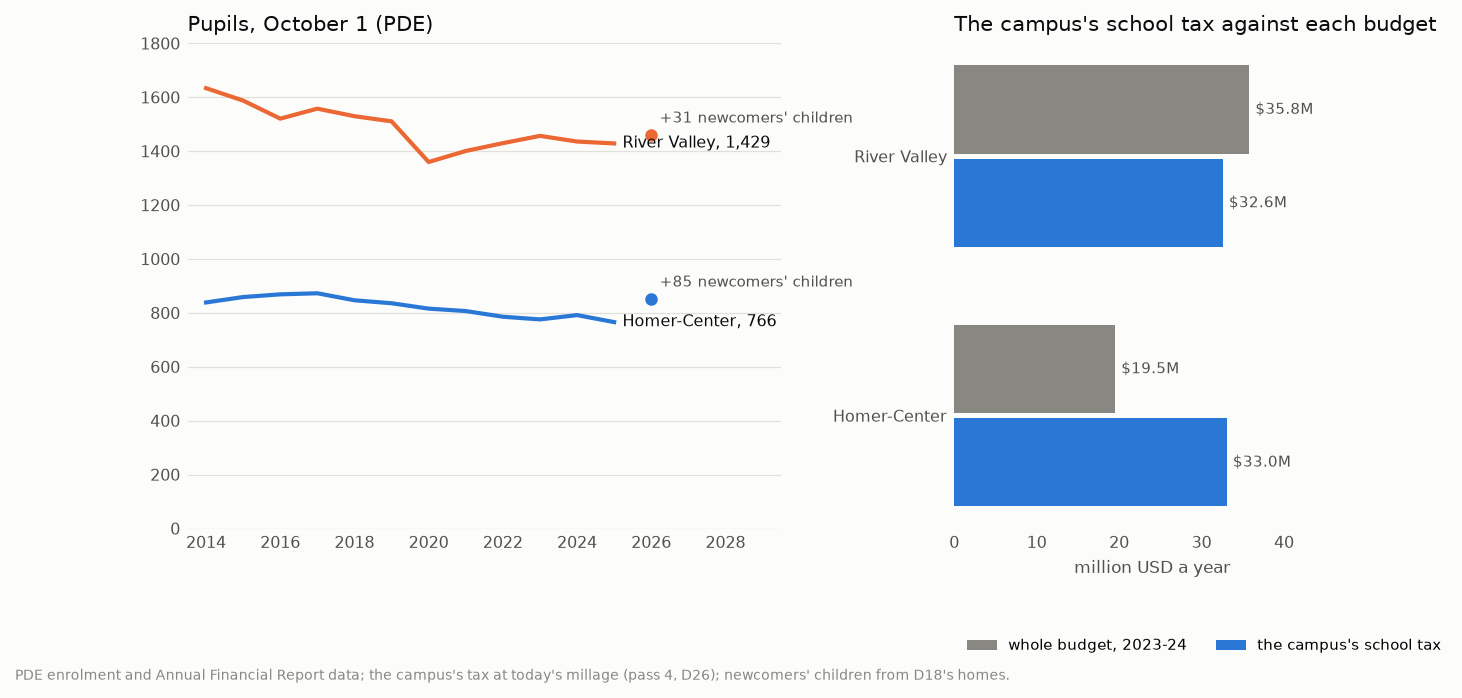 Pupils, October 1 (PDE)
1800
1600
1400
1200
1000
800
600
400
200
0
2014 2016 2018 2020 2022 2024 2026 2028
+31 newcomers' children
River Valley, 1,429
+85 newcomers' children
Homer-Center, 766
The campus's school tax against each budget
River Valley
$35.8M
$32.6M
Homer-Center
$19.5M
$33.0M
0 10 20 30 40
million USD a year
whole budget, 2023-24 the campus's school tax
PDE enrolment and Annual Financial Report data; the campus's tax at today's millage (pass 4, D26); newcomers' children from D18's homes.